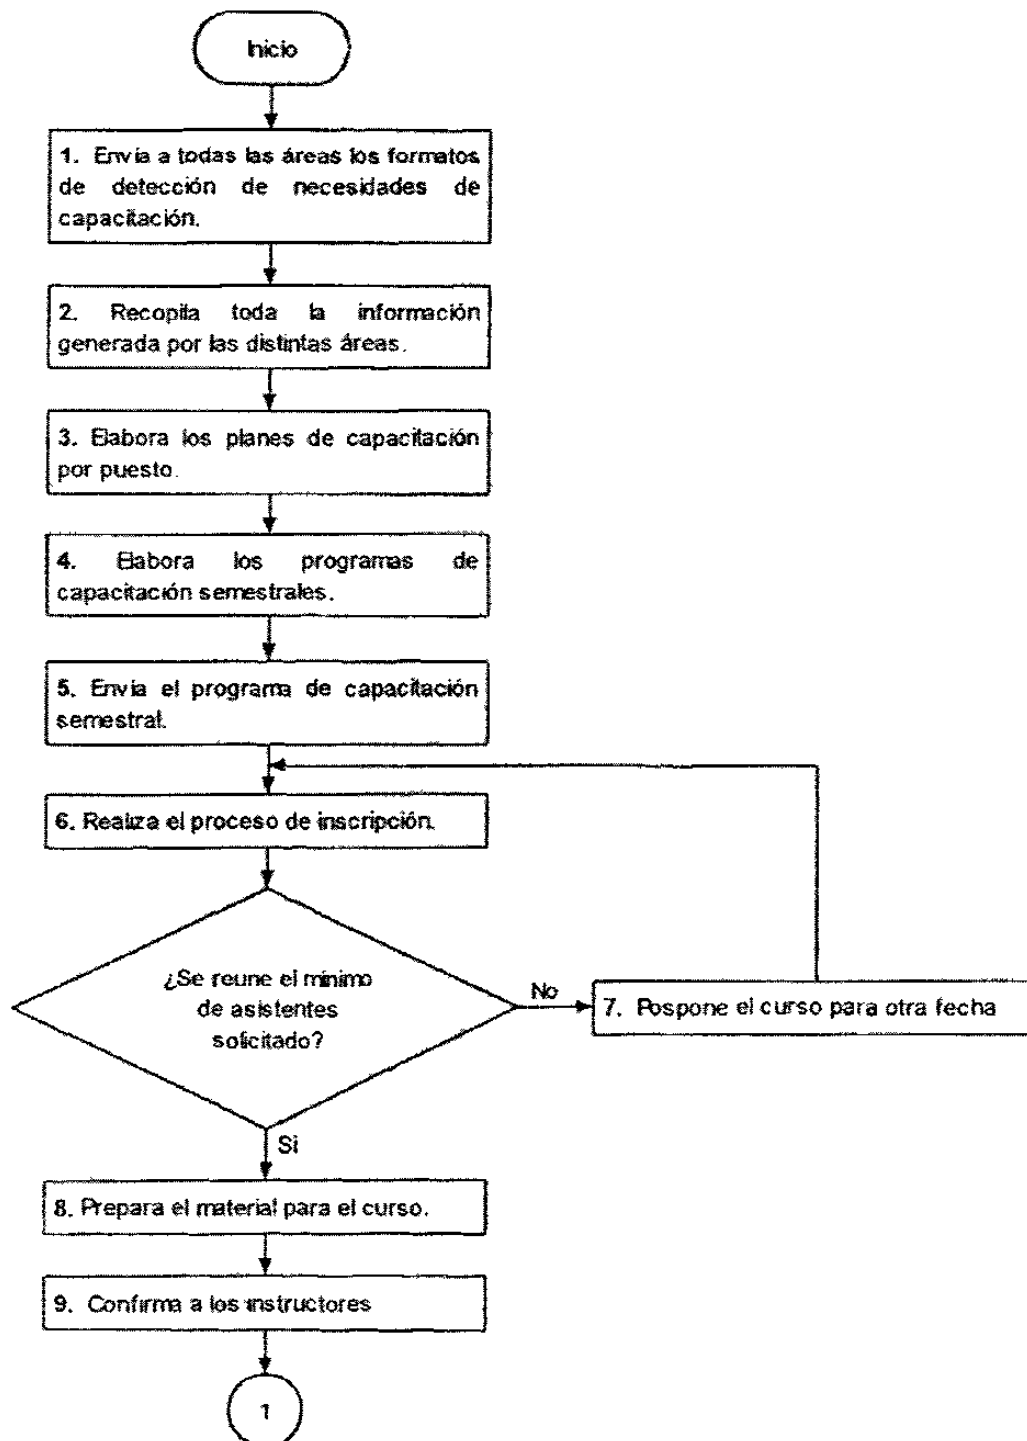 Inicio
1. Envía a todas las áreas los formatos
de detección de necesidades de
capacitación.
2. Recopila toda la información
generada por las distintas áreas.
3. Elabora los planes de capacitación
por puesto.
4. Elabora los programas de
capacitación semestrales.
5. Envía el programa de capacitación
semestral.
6. Realiza el proceso de inscripción.
¿Se reune el mínimo
de asistentes
solicitado?
No
7. Pospone el curso para otra fecha
Si
8. Prepara el material para el curso.
9. Confirma a los instructores
1